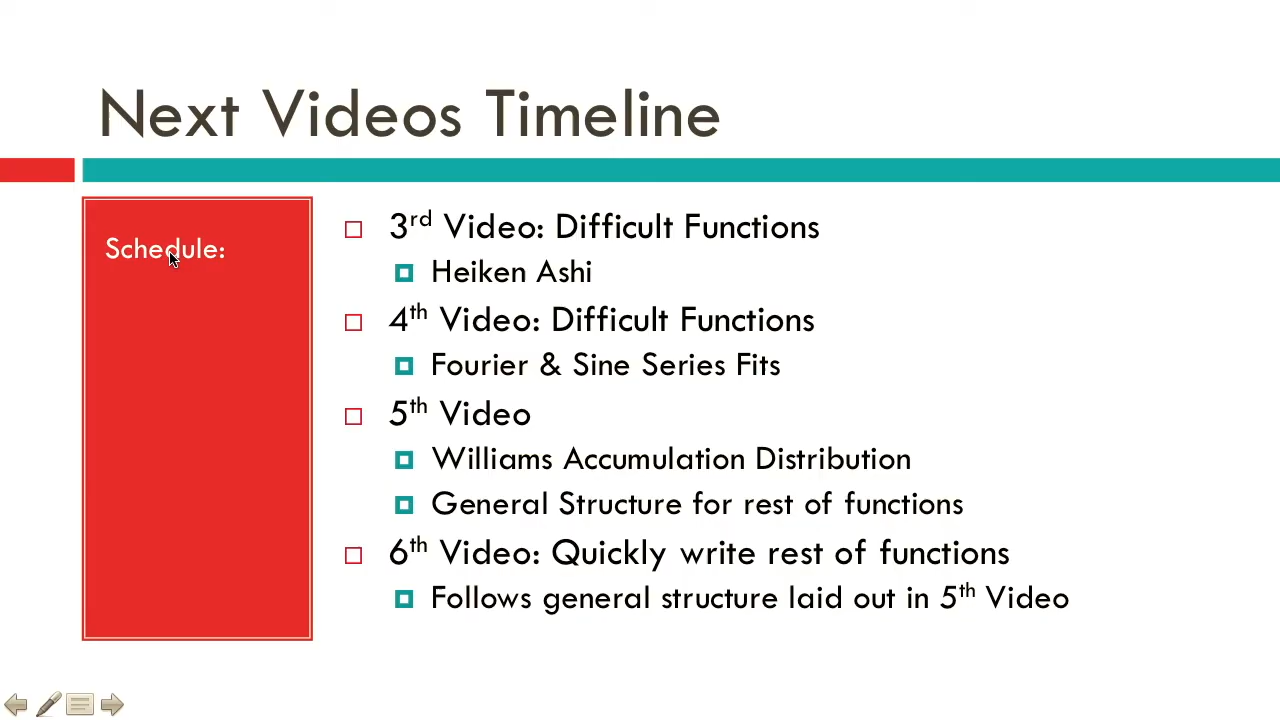 Next Videos Timeline
Schedule:
3rd Video: Difficult Functions
Heiken Ashi
4th Video: Difficult Functions
Fourier & Sine Series Fits
5th Video
Williams Accumulation Distribution
General Structure for rest of functions
6th Video: Quickly write rest of functions
Follows general structure laid out in 5th Video